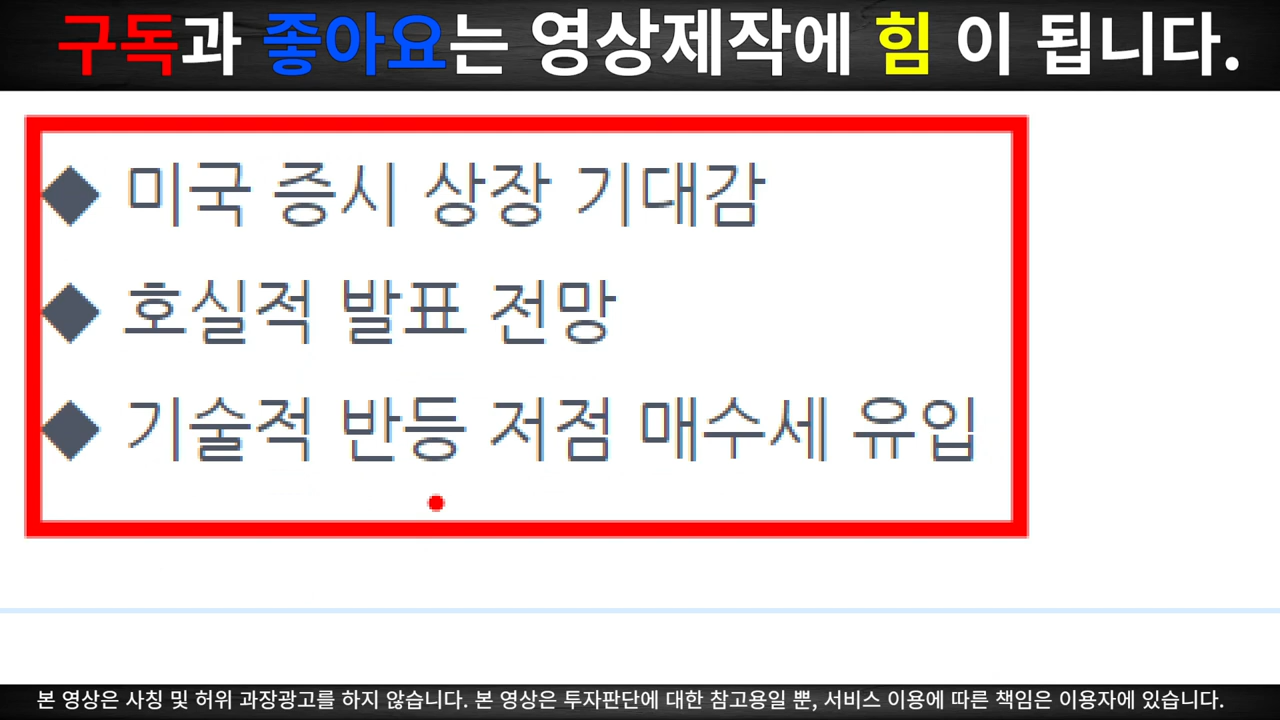 구독과 좋아요는 영상제작에 힘 이 됩니다.
◆ 미국 증시 상장 기대감
◆ 호실적 발표 전망
◆ 기술적 반등 저점 매수세 유입
본 영상은 사칭 및 허위 과장광고를 하지 않습니다. 본 영상은 투자판단에 대한 참고용일 뿐, 서비스 이용에 따른 책임은 이용자에 있습니다.